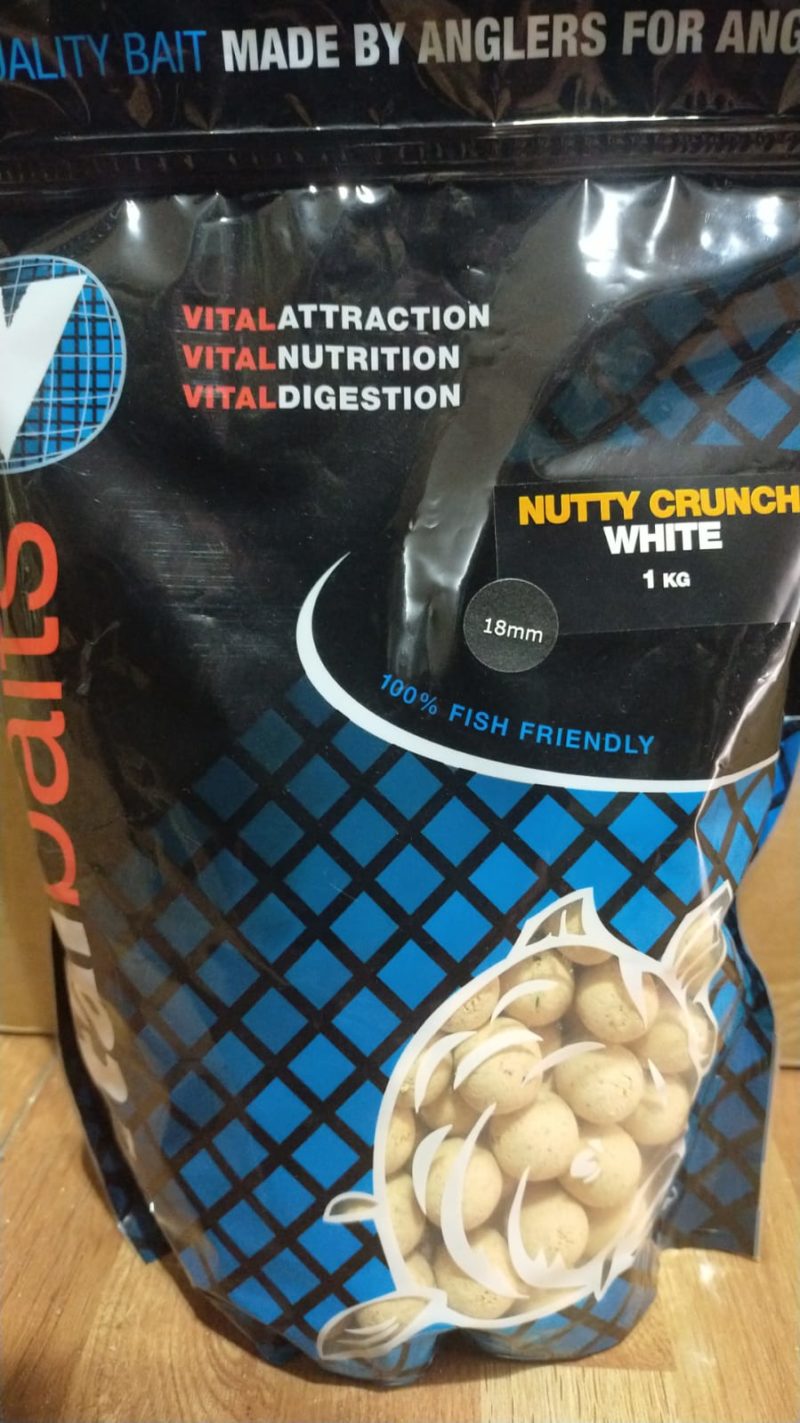 UALITY BAIT MADE BY ANGLERS FOR ANG
VITALATTRACTION
VITALNUTRITION
VITALDIGESTION
NUTTY CRUNCH
WHITE
1 KG
18mm
100% FISH FRIENDLY
baits